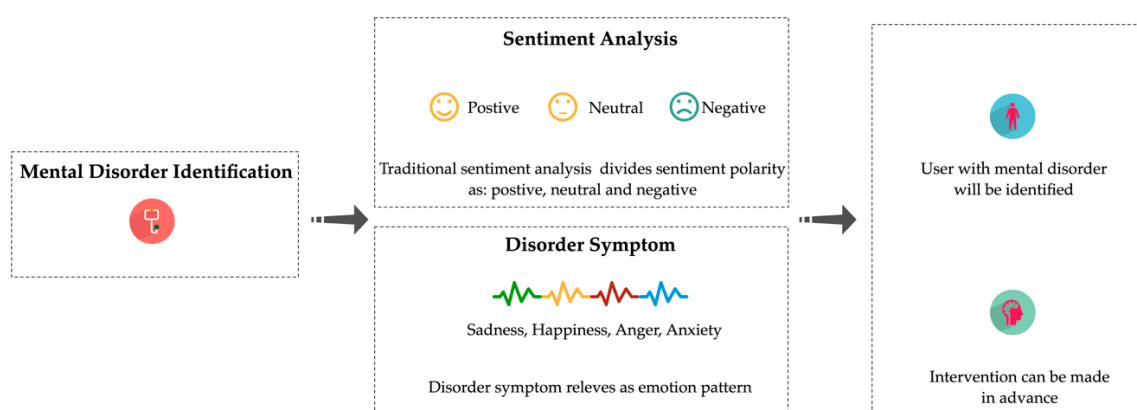 Mental Disorder Identification
Sentiment Analysis
Postive
Neutral
Negative
Traditional sentiment analysis divides sentiment polarity
as: postive, neutral and negative
Disorder Symptom
Sadness, Happiness, Anger, Anxiety
Disorder symptom releves as emotion pattern
User with mental disorder
will be identified
Intervention can be made
in advance